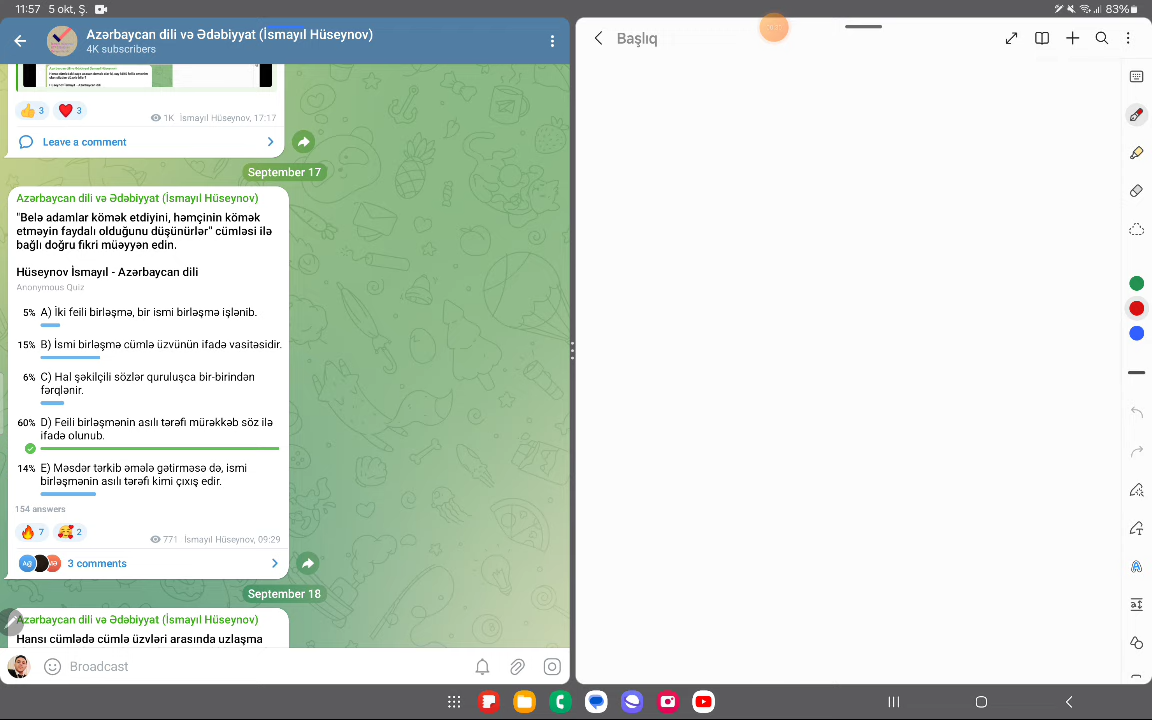 11:57 5 okt, Ş. 83%
Azərbaycan dili və Ədəbiyyat (İsmayıl Hüseynov)
4K subscribers
Başlıq
👍 3 ❤️ 3 1K İsmayıl Hüseynov, 17:17
Leave a comment
September 17
Azərbaycan dili və Ədəbiyyat (İsmayıl Hüseynov)
"Belə adamlar kömək etdiyini, həmçinin kömək
etməyin faydalı olduğunu düşünürlər" cümləsi ilə
bağlı doğru fikri müəyyən edin.
Hüseynov İsmayıl - Azərbaycan dili
Anonymous Quiz
5% A) İki feili birləşmə, bir ismi birləşmə işlənib.
15% B) İsmi birləşmə cümlə üzvünün ifadə vasitəsidir.
6% C) Hal şəkilçili sözlər quruluşca bir-birindən
fərqlənir.
60% D) Feili birləşmənin asılı tərəfi mürəkkəb söz ilə
ifadə olunub.
14% E) Məsdər tərkib əmələ gətirməsə də, ismi
birləşmənin asılı tərəfi kimi çıxış edir.
154 answers
🔥 7 🥰 2 771 İsmayıl Hüseynov, 09:29
3 comments
September 18
Azərbaycan dili və Ədəbiyyat (İsmayıl Hüseynov)
Hansı cümlədə cümlə üzvləri arasında uzlaşma
Broadcast